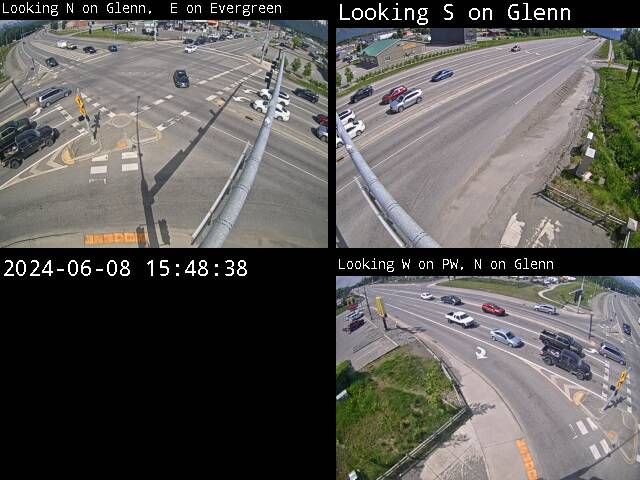 Looking N on Glenn,  E on Evergreen
Looking S on Glenn
2024-06-08 15:48:38
Looking W on PW, N on Glenn